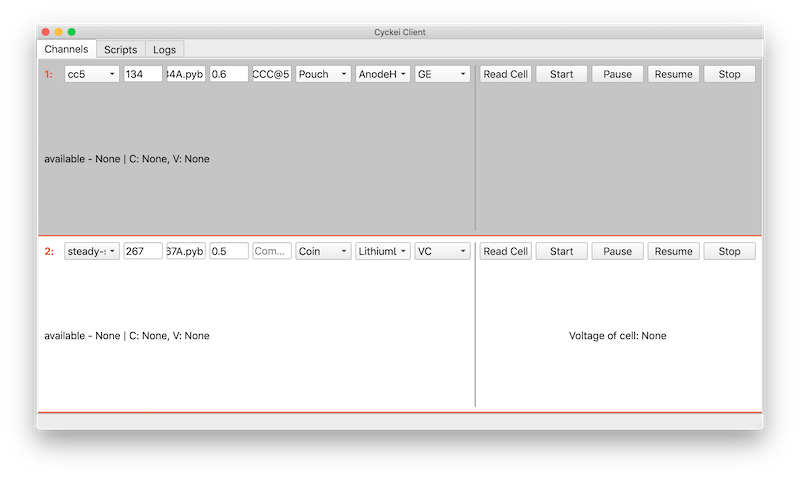 Cyckei Client
Channels Scripts Logs
1: cc5 134 34A.pyb 0.6 CCC@5 Pouch AnodeH GE Read Cell Start Pause Resume Stop
available - None | C: None, V: None
2: steady-s 267 67A.pyb 0.5 Com... Coin Lithiuml VC Read Cell Start Pause Resume Stop
available - None | C: None, V: None Voltage of cell: None